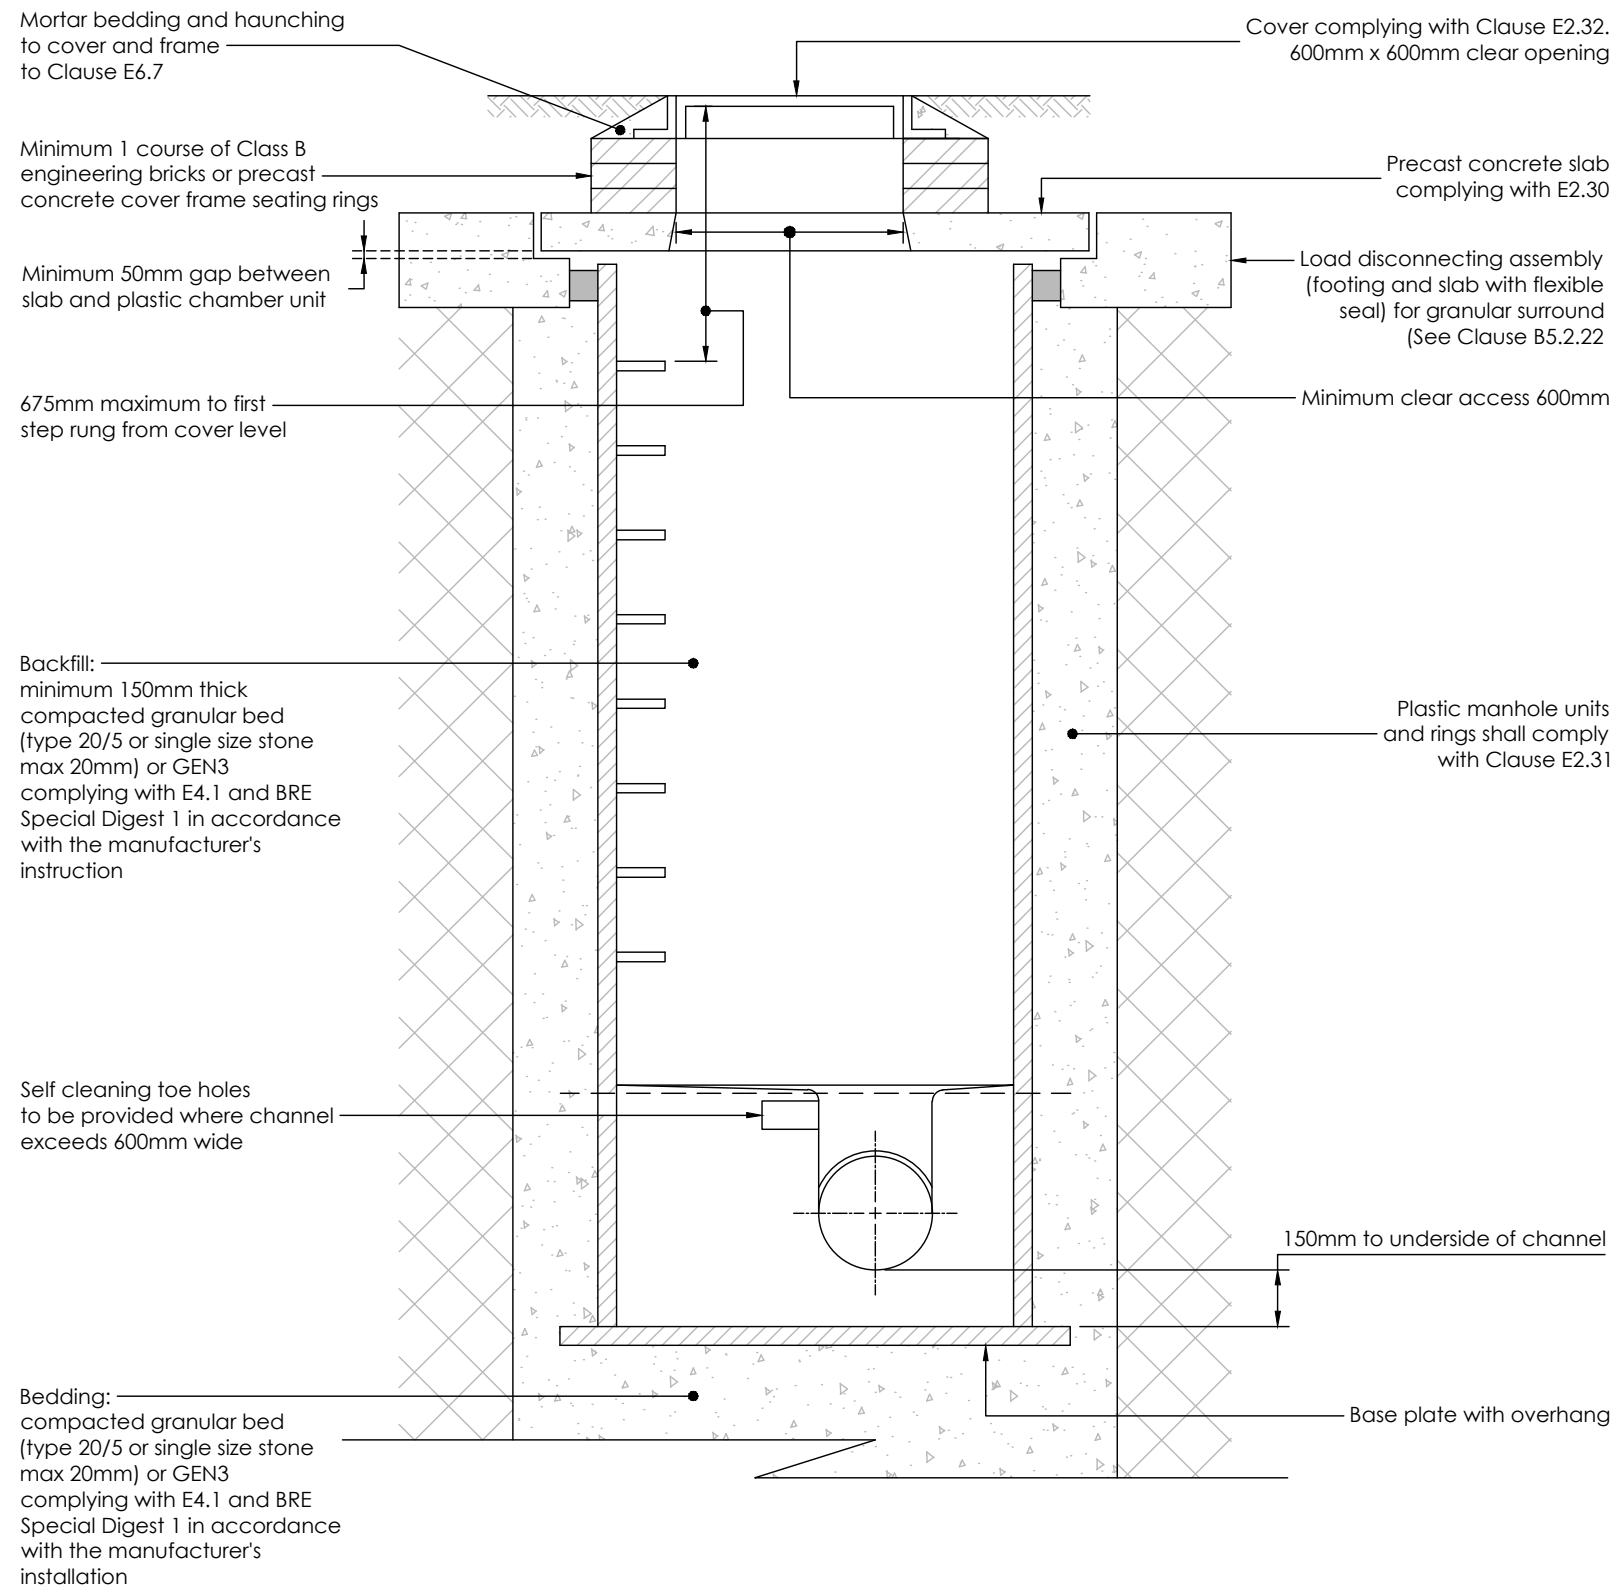 Mortar bedding and haunching
to cover and frame
to Clause E6.7
Cover complying with Clause E2.32.
600mm x 600mm clear opening
Minimum 1 course of Class B
engineering bricks or precast
concrete cover frame seating rings
Precast concrete slab
complying with E2.30
Minimum 50mm gap between
slab and plastic chamber unit
Load disconnecting assembly
(footing and slab with flexible
seal) for granular surround
(See Clause B5.2.22
675mm maximum to first
step rung from cover level
Minimum clear access 600mm
Backfill:
minimum 150mm thick
compacted granular bed
(type 20/5 or single size stone
max 20mm) or GEN3
complying with E4.1 and BRE
Special Digest 1 in accordance
with the manufacturer's
instruction
Plastic manhole units
and rings shall comply
with Clause E2.31
Self cleaning toe holes
to be provided where channel
exceeds 600mm wide
150mm to underside of channel
Bedding:
compacted granular bed
(type 20/5 or single size stone
max 20mm) or GEN3
complying with E4.1 and BRE
Special Digest 1 in accordance
with the manufacturer's
installation
Base plate with overhang